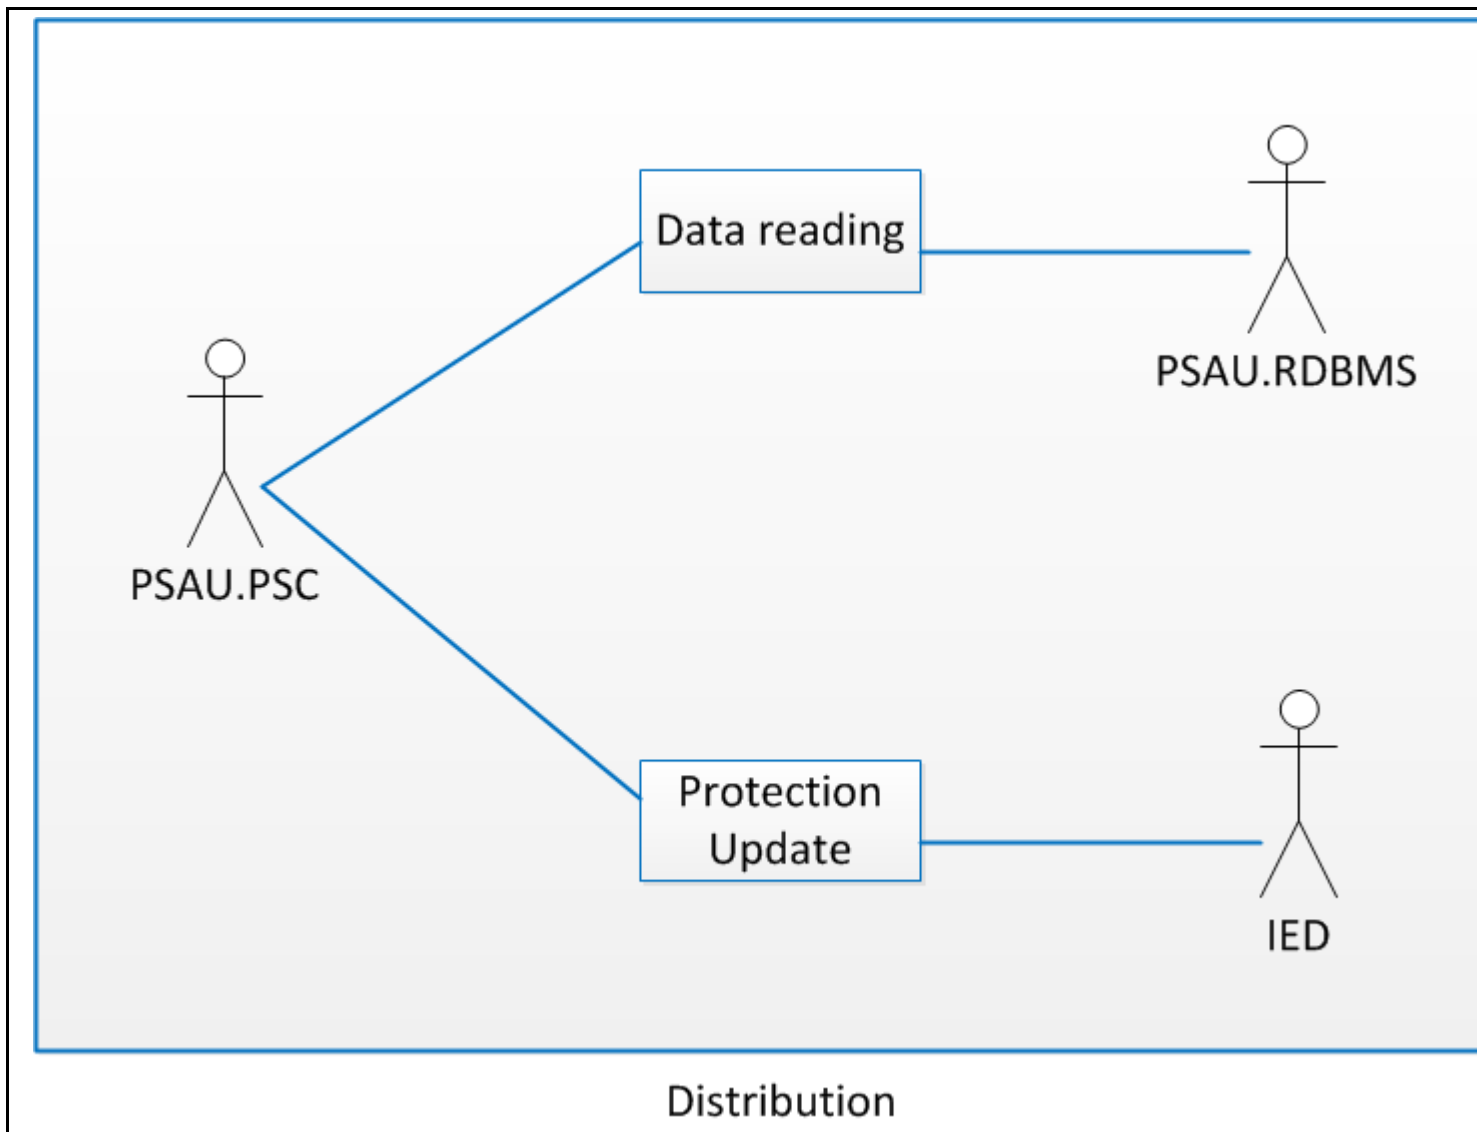 Data reading
PSAU.RDBMS
PSAU.PSC
Protection
Update
IED
Distribution